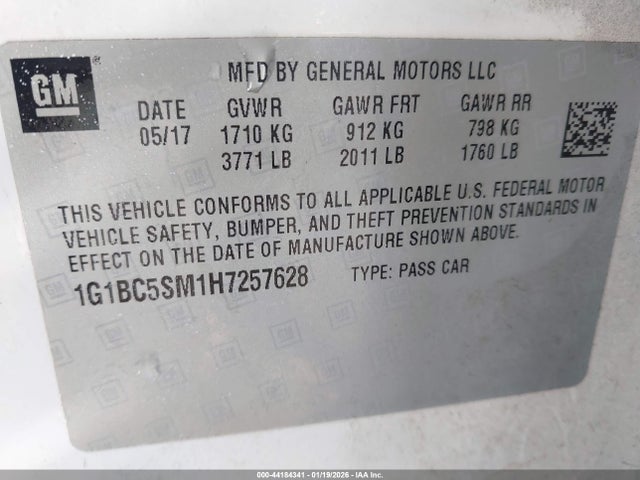 GM
MFD BY GENERAL MOTORS LLC
DATE GVWR GAWR FRT GAWR RR
05/17 1710 KG 912 KG 798 KG
3771 LB 2011 LB 1760 LB
THIS VEHICLE CONFORMS TO ALL APPLICABLE U.S. FEDERAL MOTOR
VEHICLE SAFETY, BUMPER, AND THEFT PREVENTION STANDARDS IN
EFFECT ON THE DATE OF MANUFACTURE SHOWN ABOVE.
1G1BC5SM1H7257628 TYPE: PASS CAR
000-44184341 - 01/19/2026 - IAA Inc.